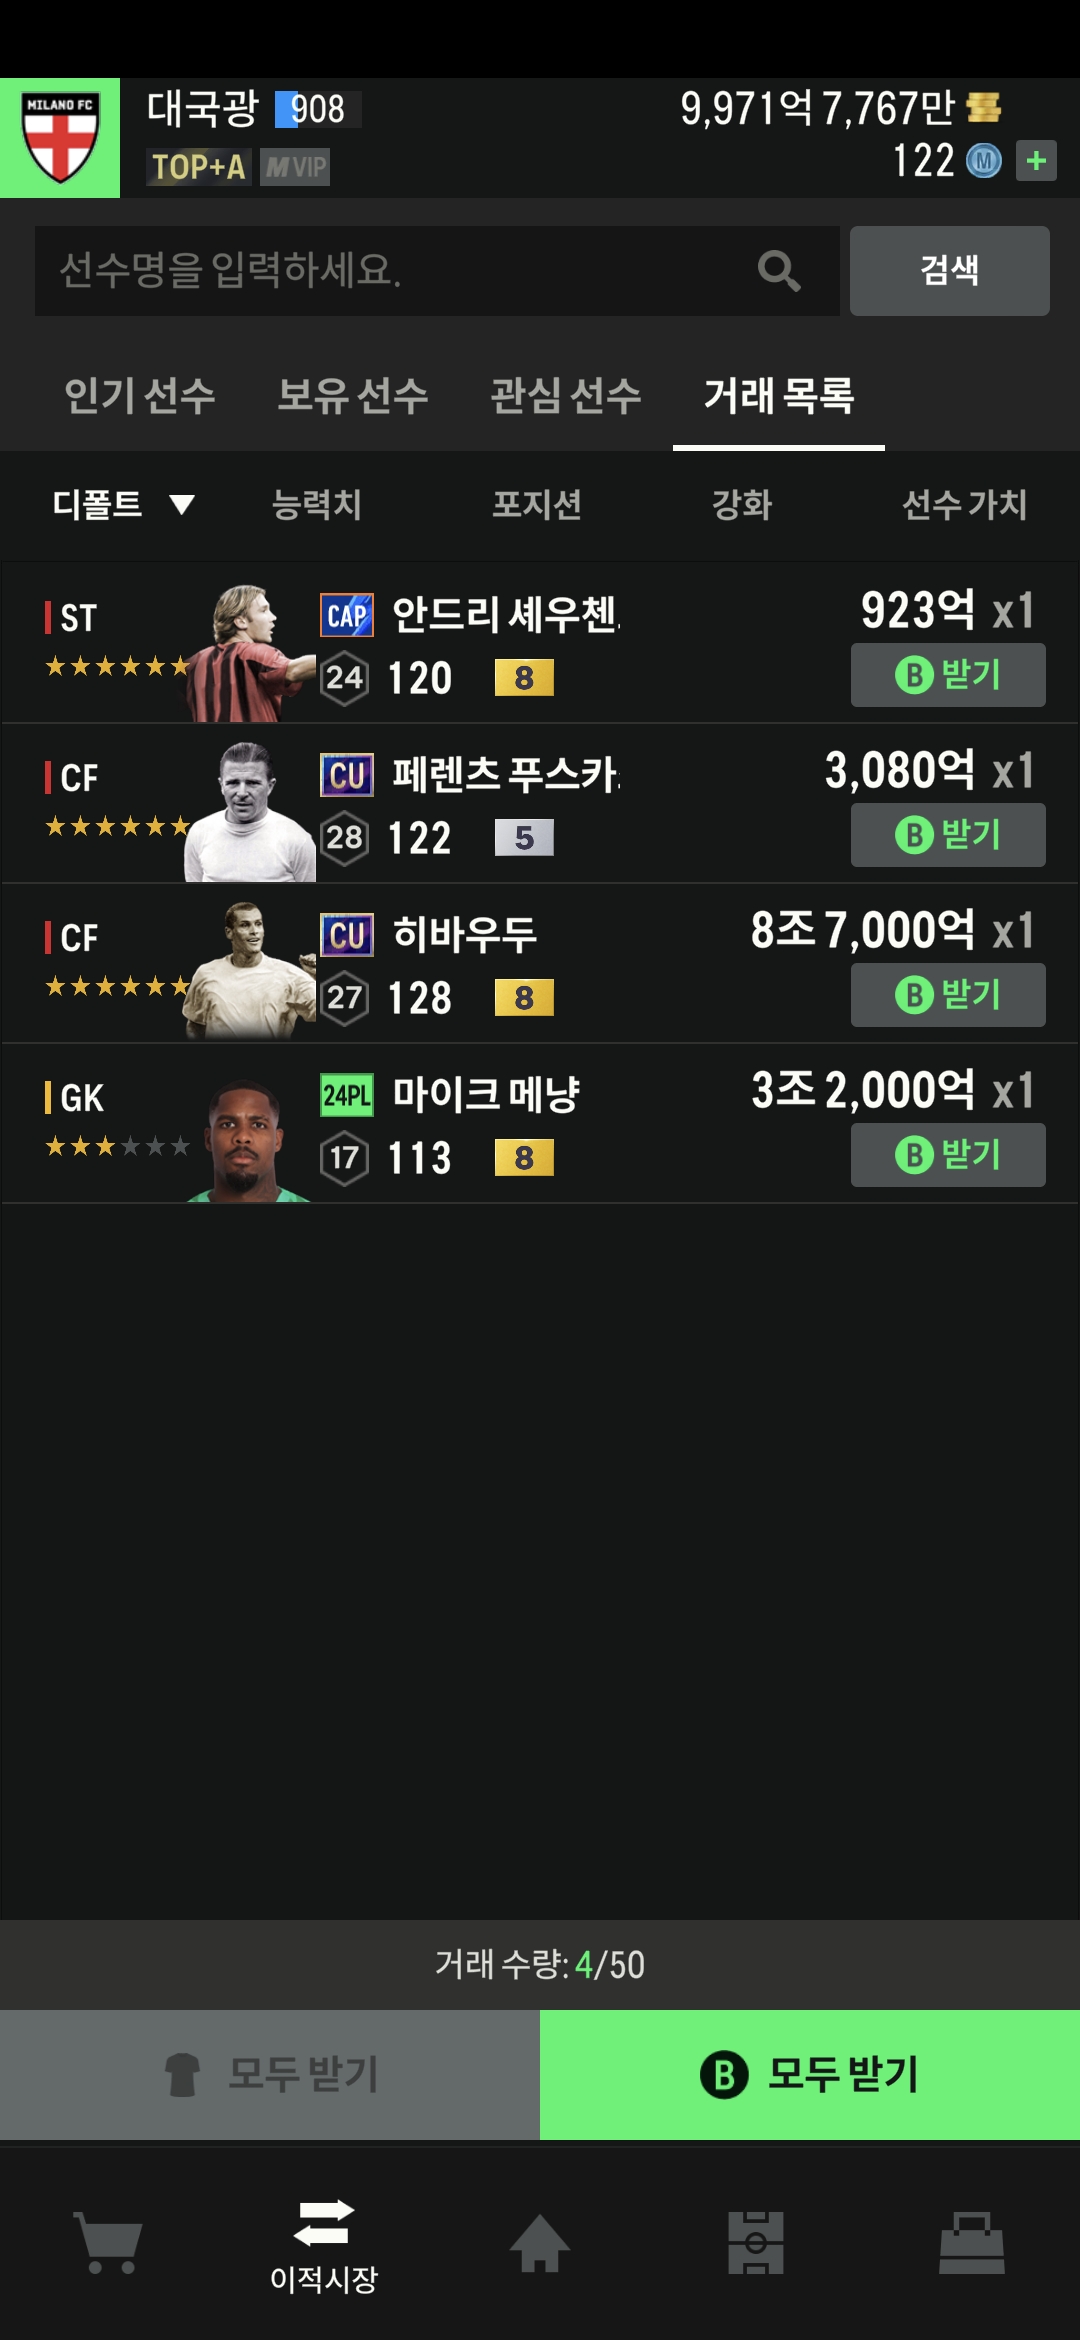 MILANO FC
대국광 908
9,971억 7,767만
TOP+A M VIP
122 M +
선수명을 입력하세요.
검색
인기 선수 보유 선수 관심 선수 거래 목록
디폴트 능력치 포지션 강화 선수 가치
ST CAP 안드리 셰우첸 923억 x1
24 120 8 B 받기
CF CU 페렌츠 푸스카 3,080억 x1
28 122 5 B 받기
CF CU 히바우두 8조 7,000억 x1
27 128 8 B 받기
GK 24PL 마이크 메냥 3조 2,000억 x1
17 113 8 B 받기
거래 수량: 4/50
모두 받기 B 모두 받기
이적시장